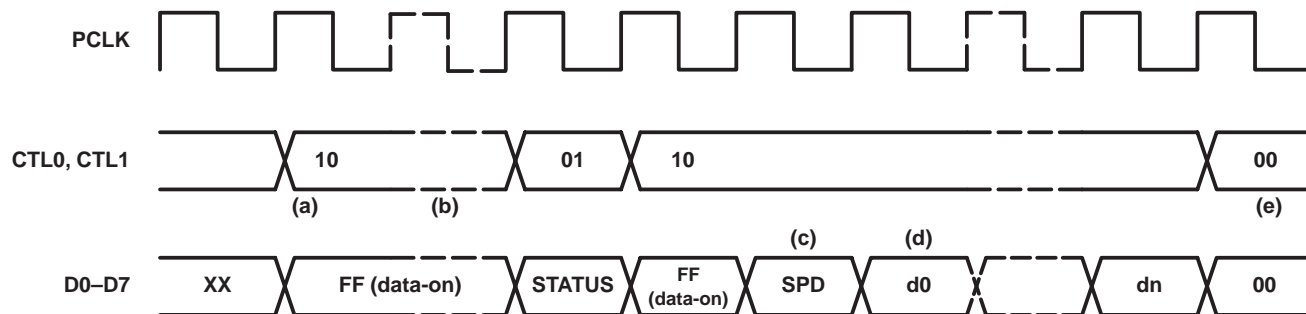 PCLK
CTL0, CTL1
10
01
10
00
(a)
(b)
(e)
(c)
(d)
D0–D7
XX
FF (data-on)
STATUS
FF
(data-on)
SPD
d0
dn
00